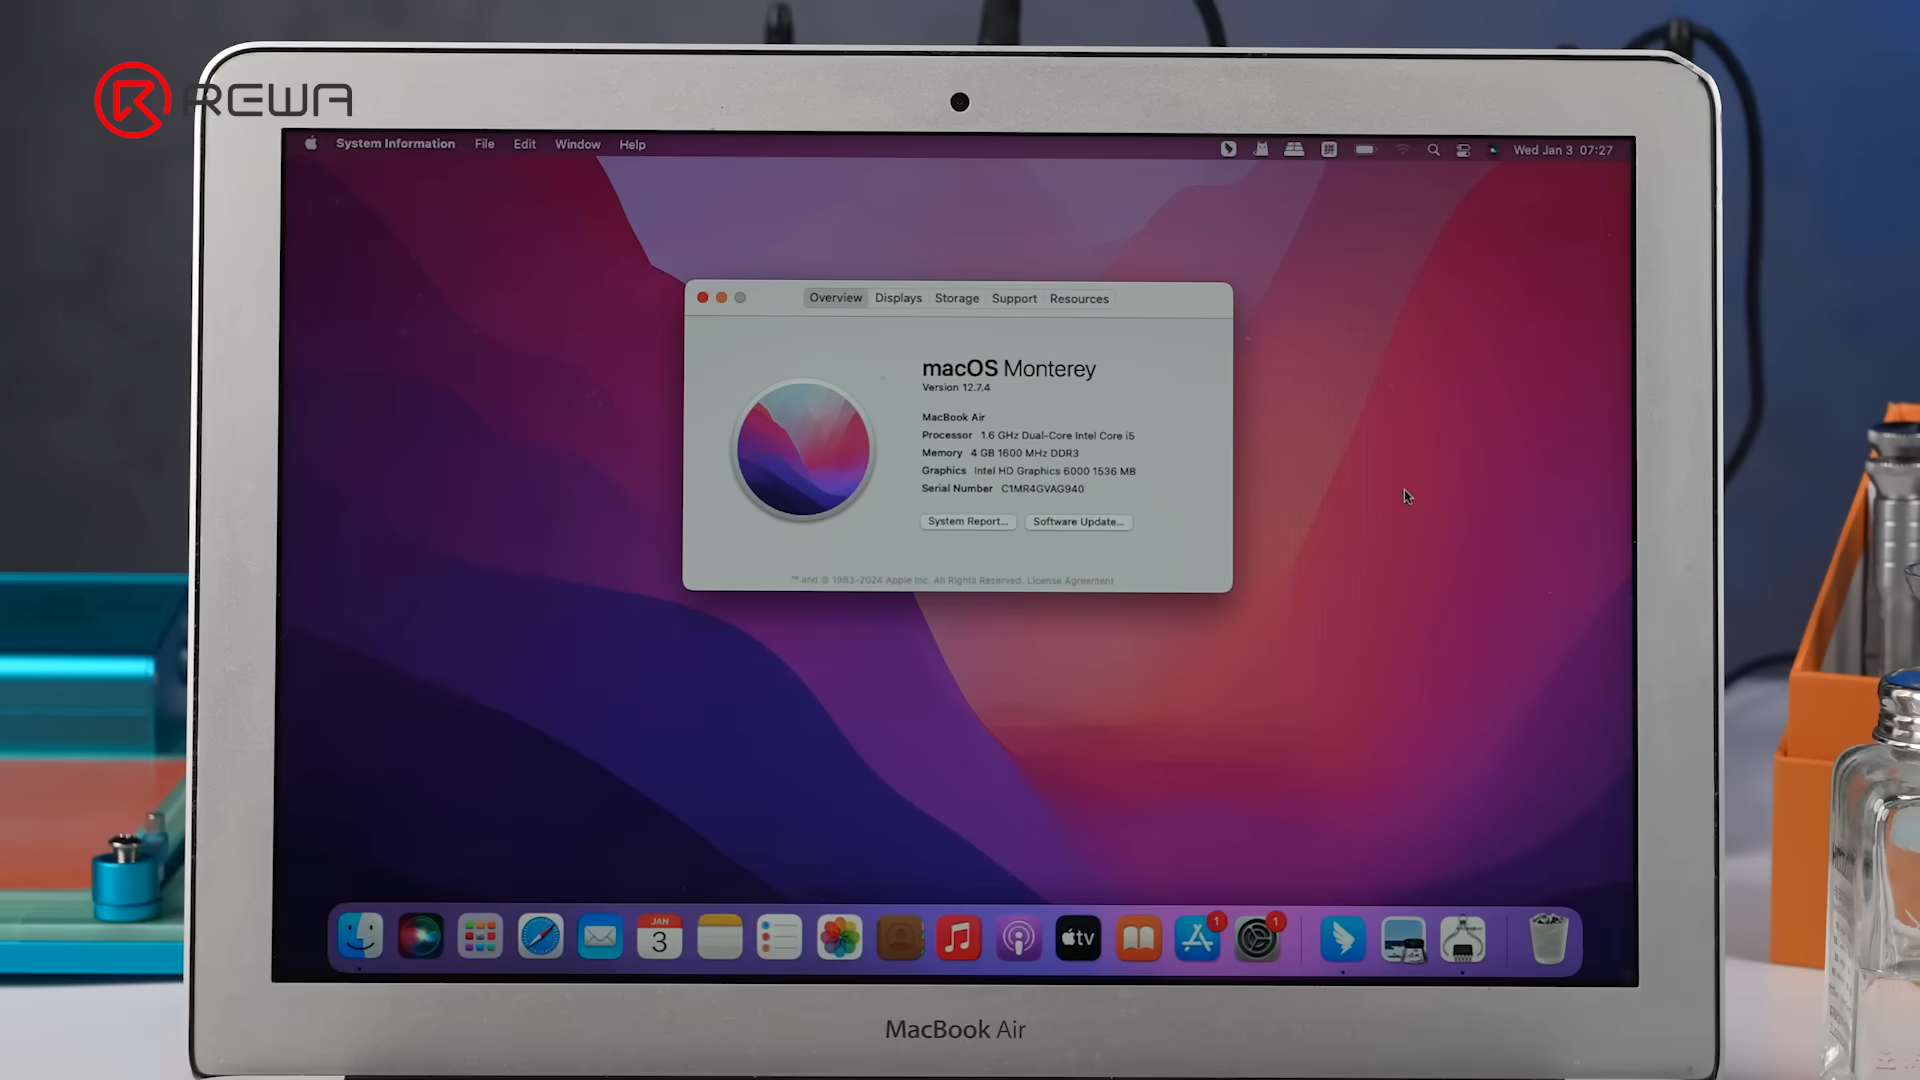 REWA
System Information File Edit Window Help
拼 Wed Jan 3 07:27
Overview Displays Storage Support Resources
macOS Monterey
Version 12.7.4
MacBook Air
Processor 1.6 GHz Dual-Core Intel Core i5
Memory 4 GB 1600 MHz DDR3
Graphics Intel HD Graphics 6000 1536 MB
Serial Number C1MR4GVAG940
System Report... Software Update...
™ and © 1983-2024 Apple Inc. All Rights Reserved. License Agreement
JAN
3
tv
1
1
MacBook Air